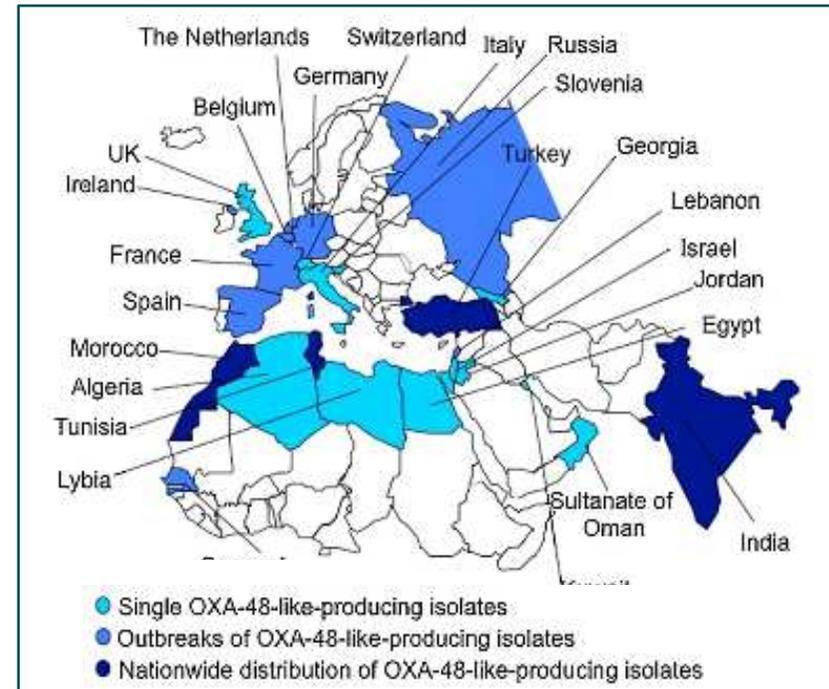 The Netherlands
Switzerland
Italy
Russia
Germany
Slovenia
Belgium
UK
Turkey
Georgia
Ireland
Lebanon
Israel
France
Jordan
Spain
Egypt
Morocco
Algeria
Tunisia
Lybia
Sultanate of
Oman
India
Single OXA-48-like-producing isolates
Outbreaks of OXA-48-like-producing isolates
Nationwide distribution of OXA-48-like-producing isolates